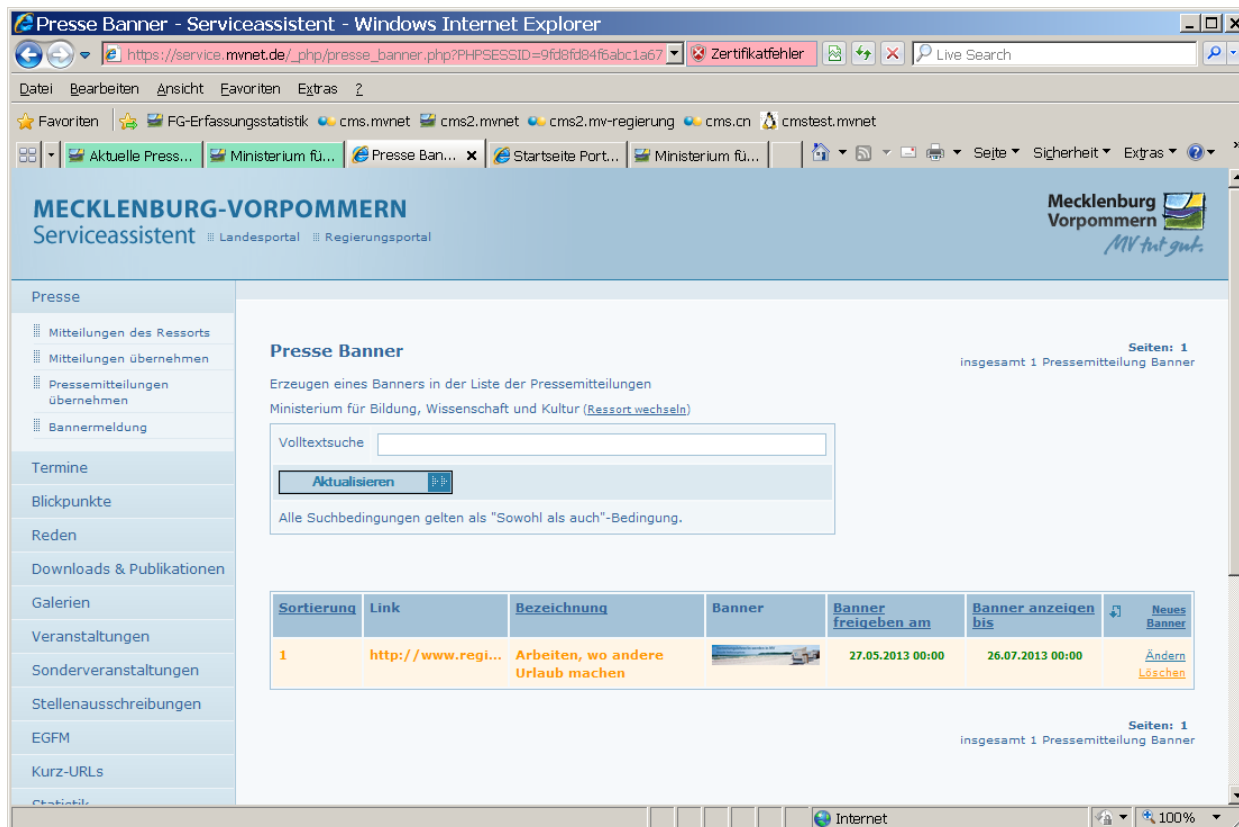 Presse Banner - Serviceassistent - Windows Internet Explorer
https://service.mvnet.de/_php/presse_banner.php?PHPSESSID=9fd8fd84f6abc1a67 Zertifikatfehler Live Search
Datei Bearbeiten Ansicht Favoriten Extras ?
Favoriten FG-Erfassungsstatistik cms.mvnet cms2.mvnet cms2.mv-regierung cms.cn cmstest.mvnet
Aktuelle Press... Ministerium fü... Presse Ban... Startseite Port... Ministerium fü... Seite Sicherheit Extras
MECKLENBURG-VORPOMMERN
Serviceassistent Landesportal Regierungsportal
Mecklenburg
Vorpommern
MV tut gut.
Presse
Mitteilungen des Ressorts
Mitteilungen übernehmen
Pressemitteilungen
übernehmen
Bannermeldung
Termine
Blickpunkte
Reden
Downloads & Publikationen
Galerien
Veranstaltungen
Sonderveranstaltungen
Stellenausschreibungen
EGFM
Kurz-URLs
Statistik
Presse Banner
Seiten: 1
insgesamt 1 Pressemitteilung Banner
Erzeugen eines Banners in der Liste der Pressemitteilungen
Ministerium für Bildung, Wissenschaft und Kultur (Ressort wechseln)
Volltextsuche
Aktualisieren
Alle Suchbedingungen gelten als "Sowohl als auch"-Bedingung.
Sortierung Link Bezeichnung Banner Banner freigeben am Banner anzeigen bis Neues Banner
1 http://www.regi... Arbeiten, wo andere Urlaub machen 27.05.2013 00:00 26.07.2013 00:00 Ändern
Löschen
Seiten: 1
insgesamt 1 Pressemitteilung Banner
Internet 100%